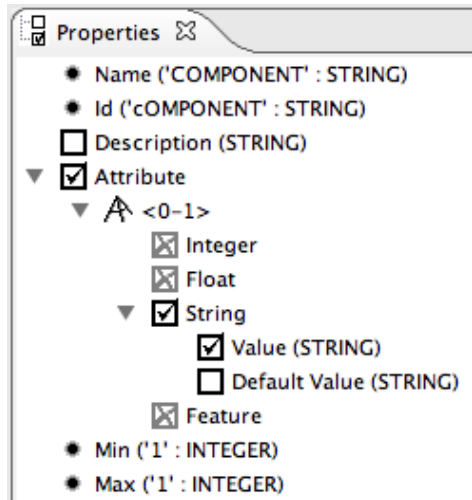 Properties
Name ('COMPONENT' : STRING)
Id ('cOMPONENT' : STRING)
Description (STRING)
Attribute
<0-1>
Integer
Float
String
Value (STRING)
Default Value (STRING)
Feature
Min ('1' : INTEGER)
Max ('1' : INTEGER)